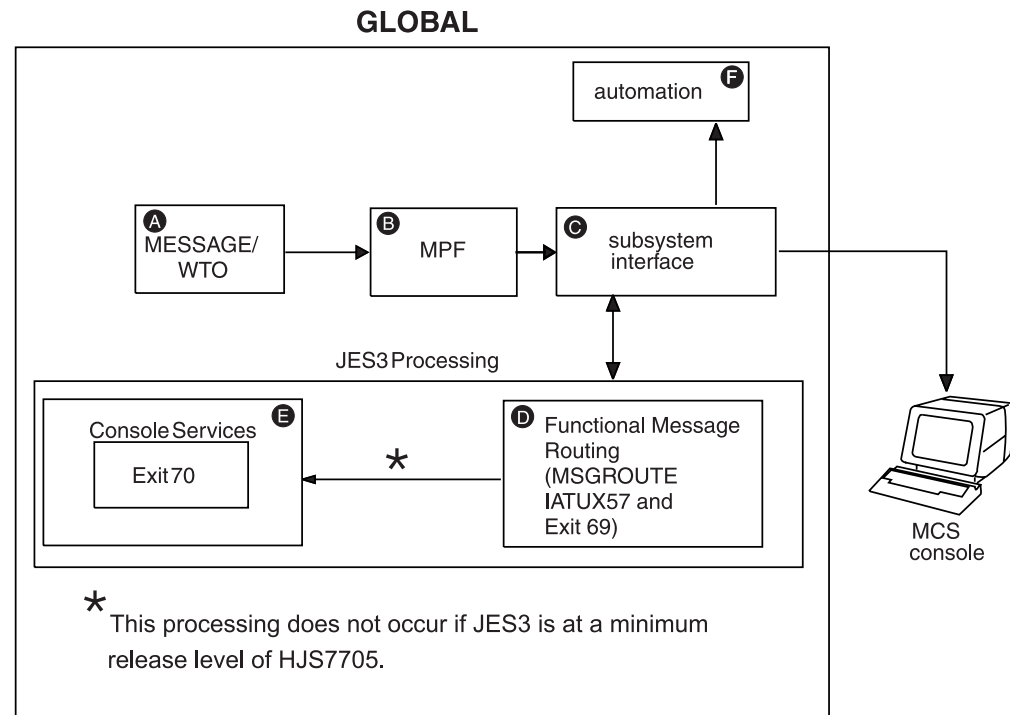 GLOBAL
F
automation
A
MESSAGE/
WTO
B
MPF
C
subsystem
interface
JES3 Processing
E
Console Services
Exit 70
*
D
Functional Message
Routing
(MSGROUTE
IATUX57 and
Exit 69)
MCS
console
* This processing does not occur if JES3 is at a minimum
release level of HJS7705.